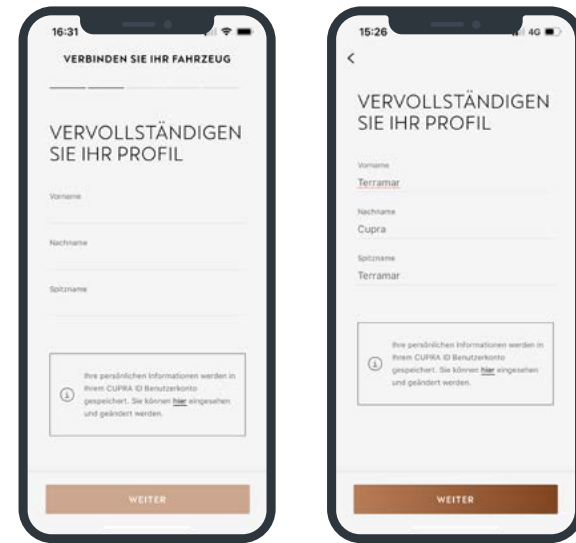 16:31
VERBINDEN SIE IHR FAHRZEUG
VERVOLLSTÄNDIGEN
SIE IHR PROFIL
Vorname
Nachname
Spitzname
Ihre persönlichen Informationen werden in
Ihrem CUPRA ID Benutzerkonto
gespeichert. Sie können hier eingesehen
und geändert werden.
WEITER
15:26
4G
VERVOLLSTÄNDIGEN
SIE IHR PROFIL
Vorname
Terramar
Nachname
Cupra
Spitzname
Terramar
Ihre persönlichen Informationen werden in
Ihrem CUPRA ID Benutzerkonto
gespeichert. Sie können hier eingesehen
und geändert werden.
WEITER